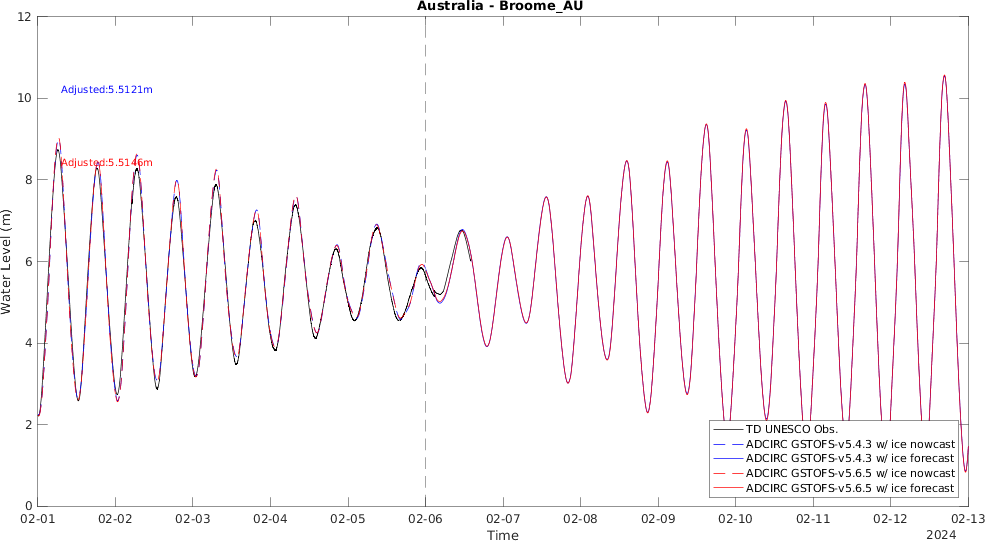 Australia - Broome_AU
12
10
8
6
4
2
0
Water Level (m)
Adjusted:5.5121m
Adjusted:5.5146m
TD UNESCO Obs.
ADCIRC GSTOFS-v5.4.3 w/ ice nowcast
ADCIRC GSTOFS-v5.4.3 w/ ice forecast
ADCIRC GSTOFS-v5.6.5 w/ ice nowcast
ADCIRC GSTOFS-v5.6.5 w/ ice forecast
02-01 02-02 02-03 02-04 02-05 02-06 02-07 02-08 02-09 02-10 02-11 02-12 02-13
Time
2024